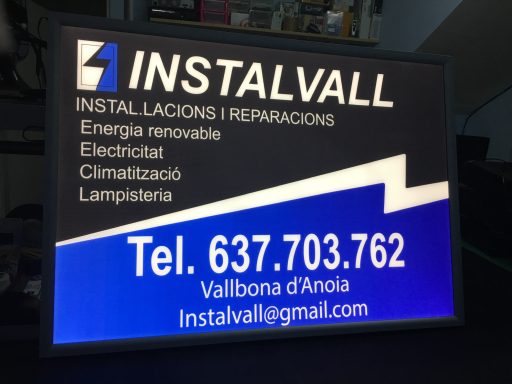 INSTALVALL
INSTAL.LACIONS I REPARACIONS
Energia renovable
Electricitat
Climatització
Lampisteria
Tel. 637.703.762
Vallbona d'Anoia
Instalvall@gmail.com